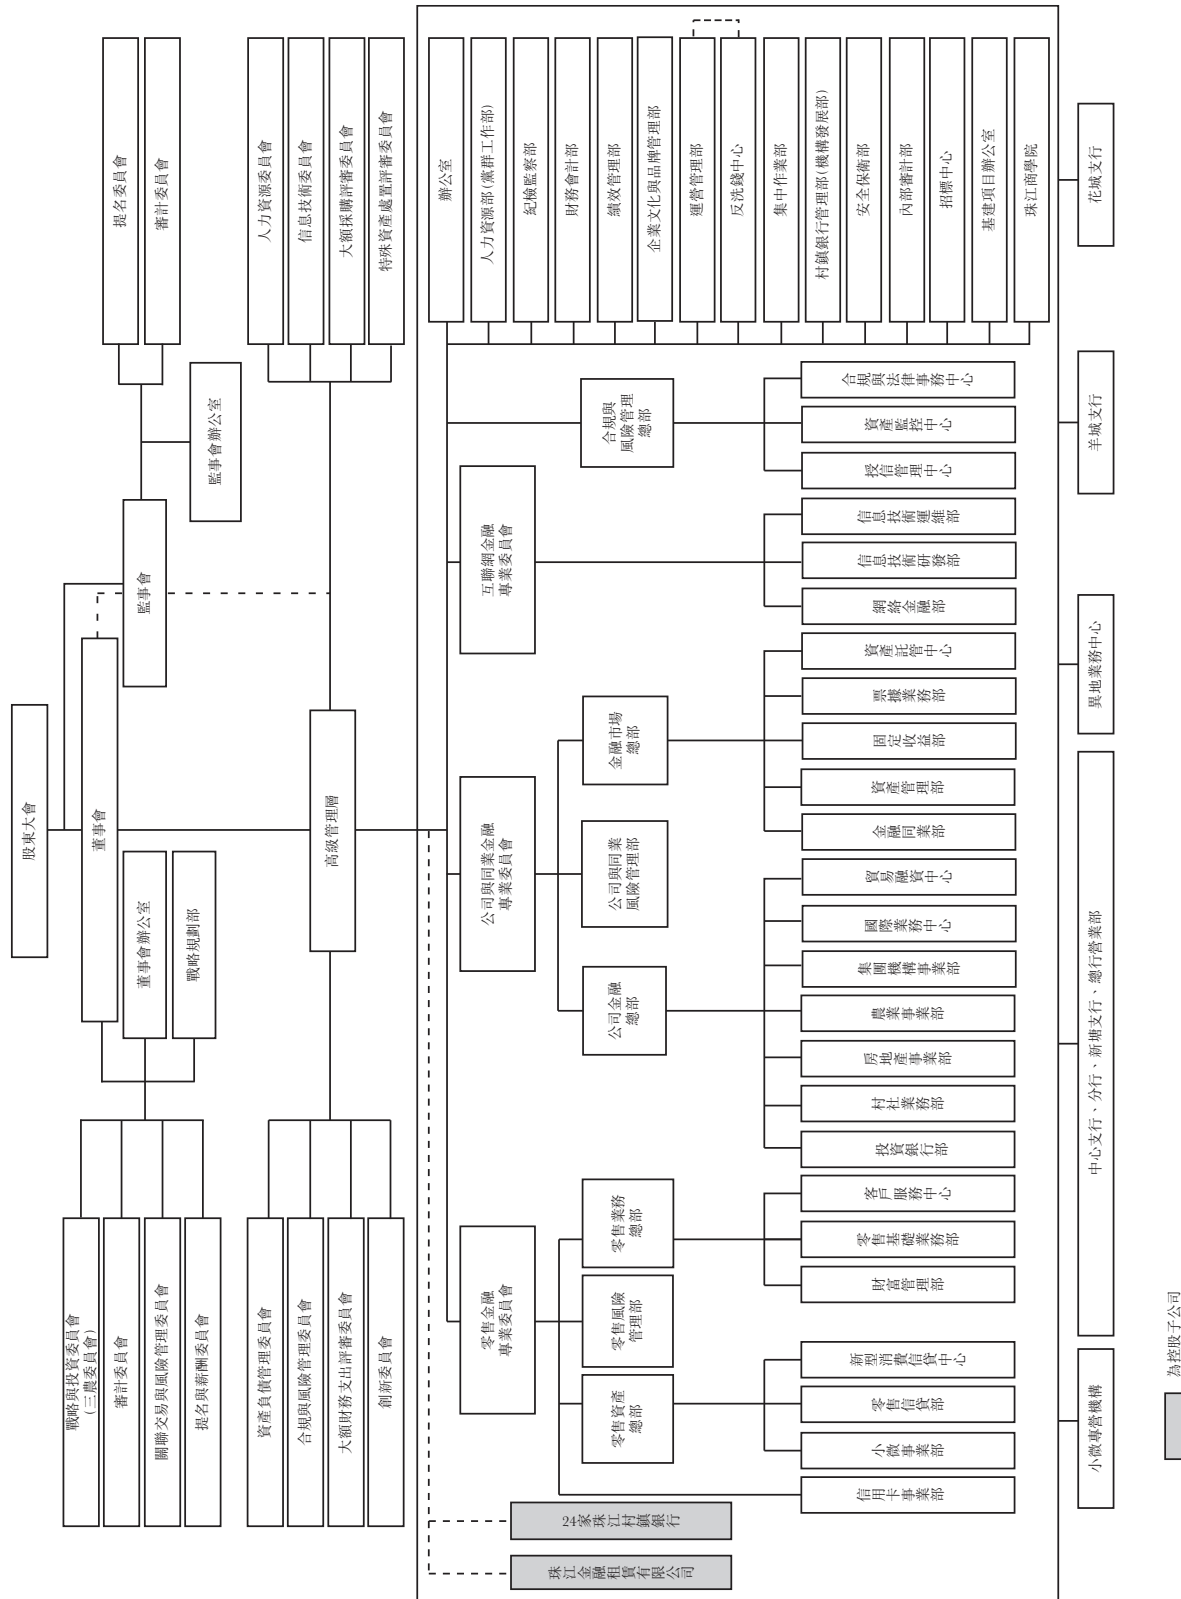 股東大會
董事會
監事會
監事會辦公室
提名委員會
審計委員會
董事會辦公室
戰略規劃部
戰略與投資委員會
(三農委員會)
審計委員會
關聯交易與風險管理委員會
提名與薪酬委員會
高級管理層
資產負債管理委員會
合規與風險管理委員會
大額財務支出評審委員會
創新委員會
人力資源委員會
信息技術委員會
大額採購評審委員會
特殊資產處置評審委員會
24家珠江村鎮銀行
珠江金融租賃有限公司
零售金融
專業委員會
公司與同業金融
專業委員會
互聯網金融
專業委員會
零售資產
總部
零售風險
管理部
零售業務
總部
公司金融
總部
公司與同業
風險管理部
金融市場
總部
合規與
風險管理
總部
信用卡事業部
小微事業部
零售信貸部
新型消費信貸中心
財富管理部
零售基礎業務部
客戶服務中心
投資銀行部
村社業務部
房地產事業部
農業事業部
集團機構事業部
國際業務中心
貿易融資中心
金融同業部
資產管理部
固定收益部
票據業務部
資產託管中心
網絡金融部
信息技術研發部
信息技術運維部
授信管理中心
資產監控中心
合規與法律事務中心
辦公室
人力資源部(黨群工作部)
紀檢監察部
財務會計部
績效管理部
企業文化與品牌管理部
運營管理部
反洗錢中心
集中作業部
村鎮銀行管理部(機構發展部)
安全保衛部
內部審計部
招標中心
基建項目辦公室
珠江商學院
小微專營機構
中心支行、分行、新塘支行、總行營業部
異地業務中心
羊城支行
花城支行
為控股子公司